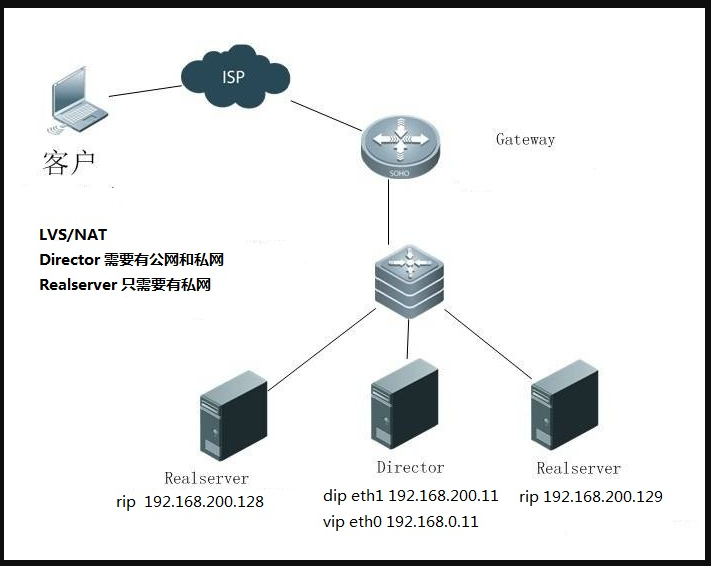 ISP
Gateway
SOHO
客户
LVS/NAT
Director 需要有公网和私网
Realserver 只需要有私网
Realserver
rip 192.168.200.128
Director
dip eth1 192.168.200.11
vip eth0 192.168.0.11
Realserver
rip 192.168.200.129